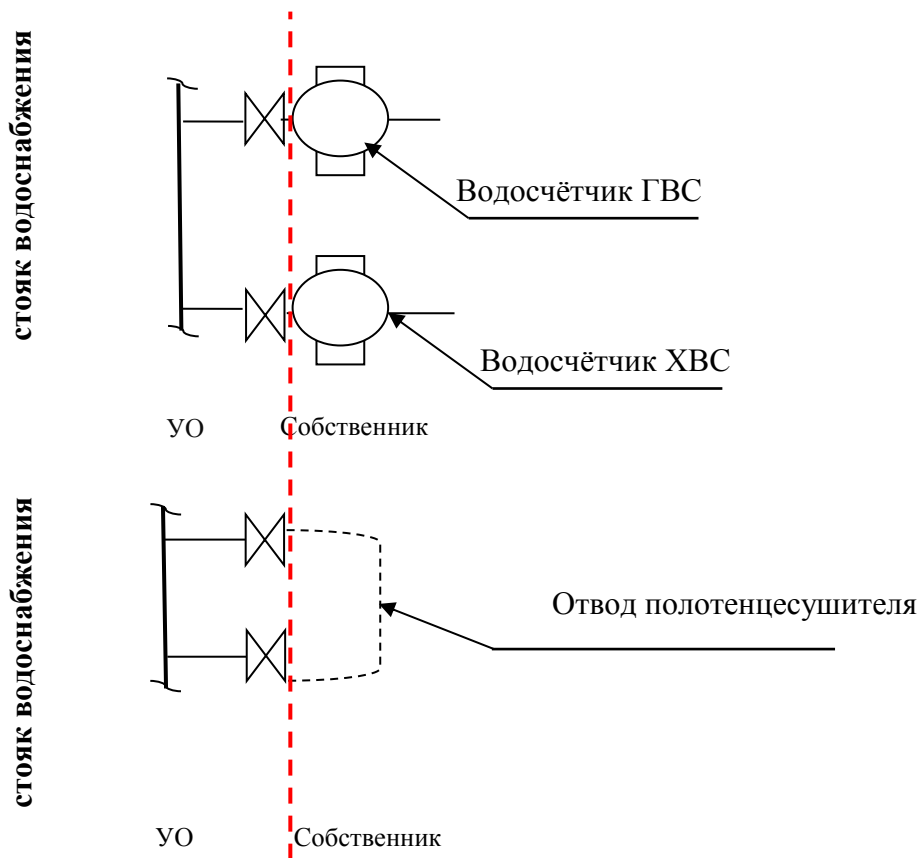 стояк водоснабжения
Водосчётчик ГВС
Водосчётчик ХВС
УО
Собственник
стояк водоснабжения
Отвод полотенцесушителя
УО
Собственник